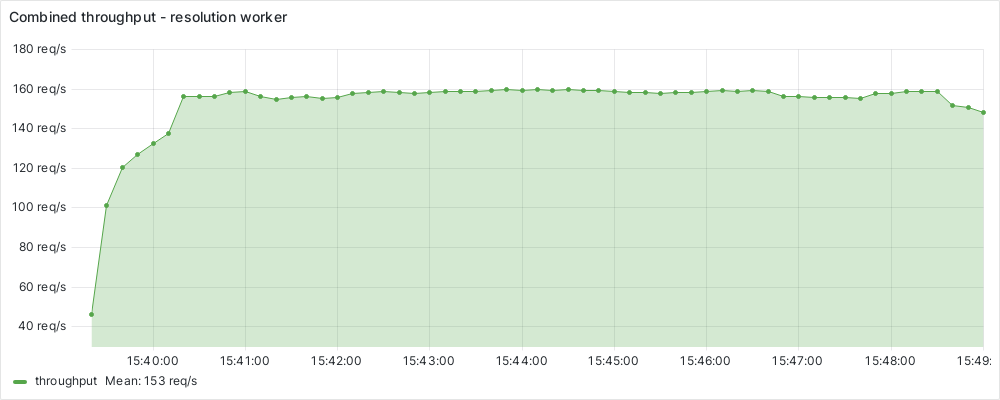 Combined throughput - resolution worker
180 req/s
160 req/s
140 req/s
120 req/s
100 req/s
80 req/s
60 req/s
40 req/s
15:40:00 15:41:00 15:42:00 15:43:00 15:44:00 15:45:00 15:46:00 15:47:00 15:48:00 15:49:
throughput Mean: 153 req/s